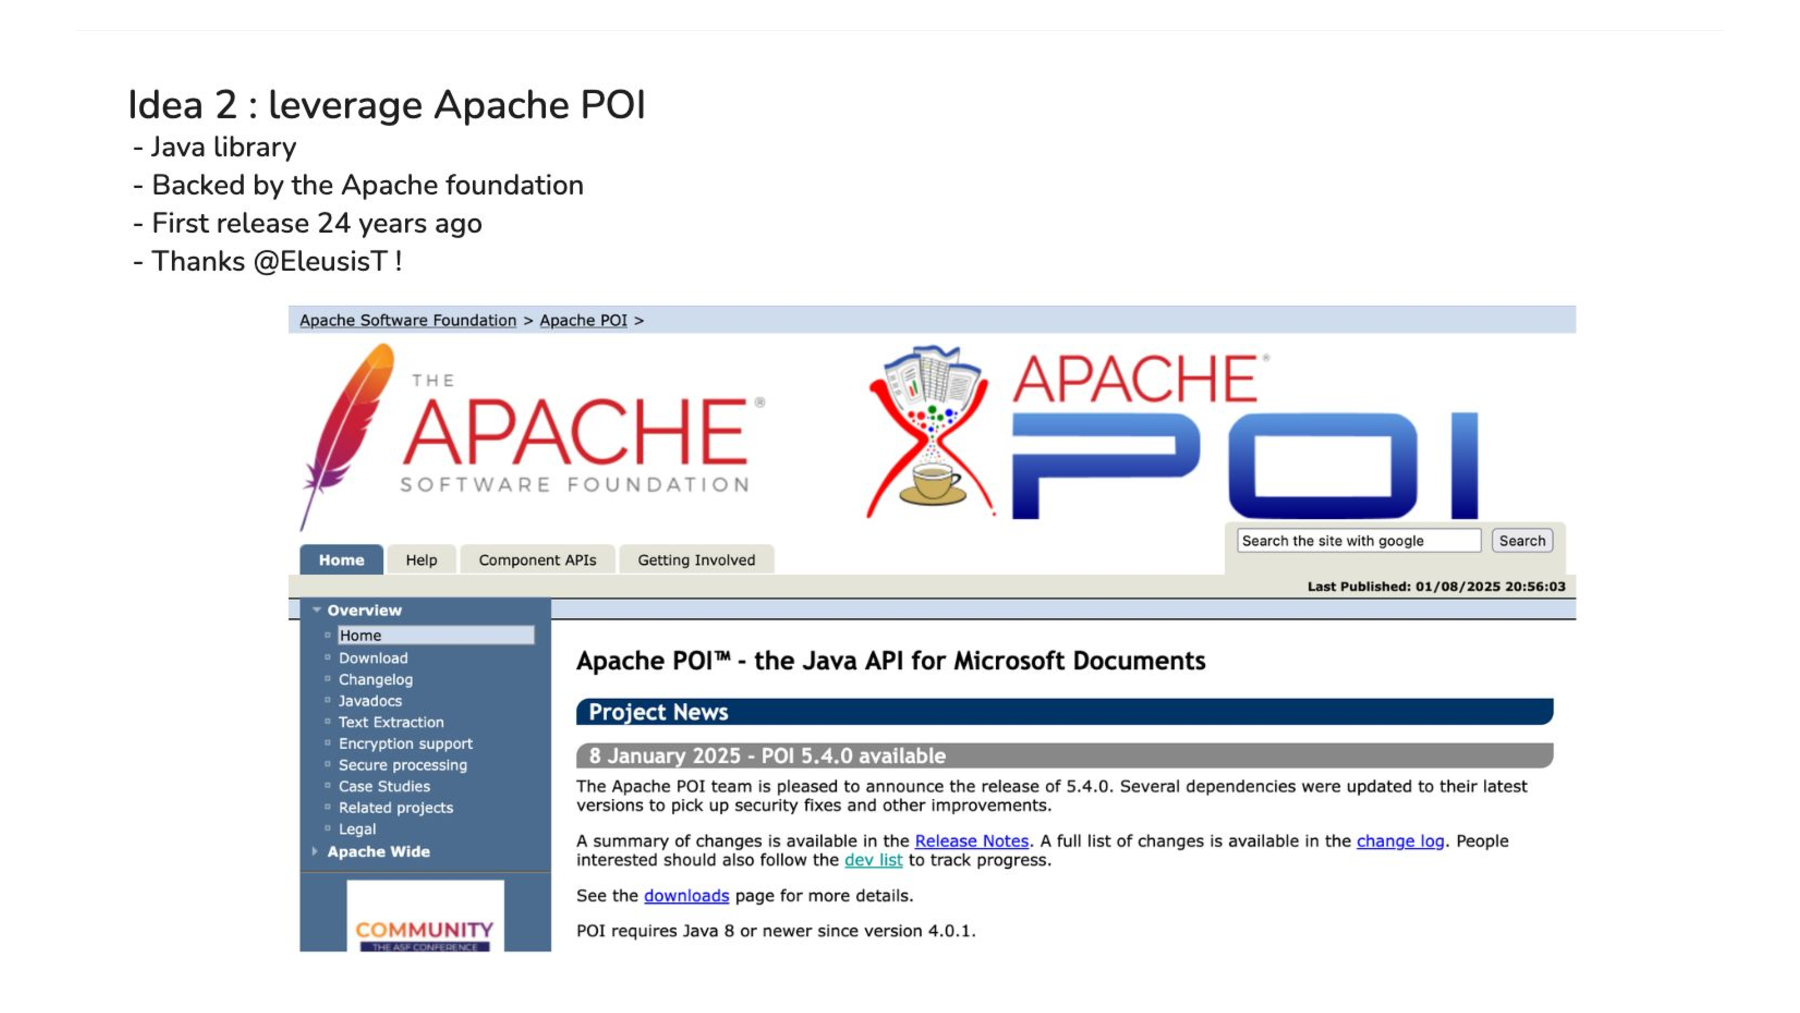 Idea 2 : leverage Apache POI
- Java library
- Backed by the Apache foundation
- First release 24 years ago
- Thanks @EleusisT !
Apache Software Foundation > Apache POI >
THE
APACHE®
SOFTWARE FOUNDATION
APACHE®
POI
Search the site with google
Search
Home
Help
Component APIs
Getting Involved
Last Published: 01/08/2025 20:56:03
Overview
Home
Download
Changelog
Javadocs
Text Extraction
Encryption support
Secure processing
Case Studies
Related projects
Legal
Apache Wide
COMMUNITY
THE ASF CONFERENCE
Apache POI™ - the Java API for Microsoft Documents
Project News
8 January 2025 - POI 5.4.0 available
The Apache POI team is pleased to announce the release of 5.4.0. Several dependencies were updated to their latest
versions to pick up security fixes and other improvements.
A summary of changes is available in the Release Notes. A full list of changes is available in the change log. People
interested should also follow the dev list to track progress.
See the downloads page for more details.
POI requires Java 8 or newer since version 4.0.1.